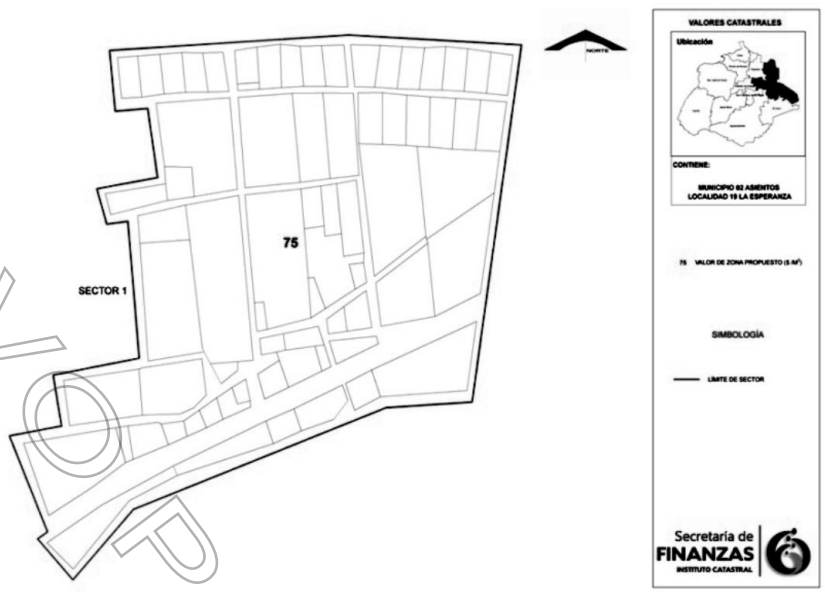 NORTE
75
SECTOR 1
VALORES CATASTRALES
Ubicación
CONTIENE:
MUNICIPIO 02 ASIENTOS
LOCALIDAD 19 LA ESPERANZA
75 VALOR DE ZONA PROPUESTO ($/M²)
SIMBOLOGÍA
LÍMITE DE SECTOR
Secretaría de
FINANZAS
INSTITUTO CATASTRAL